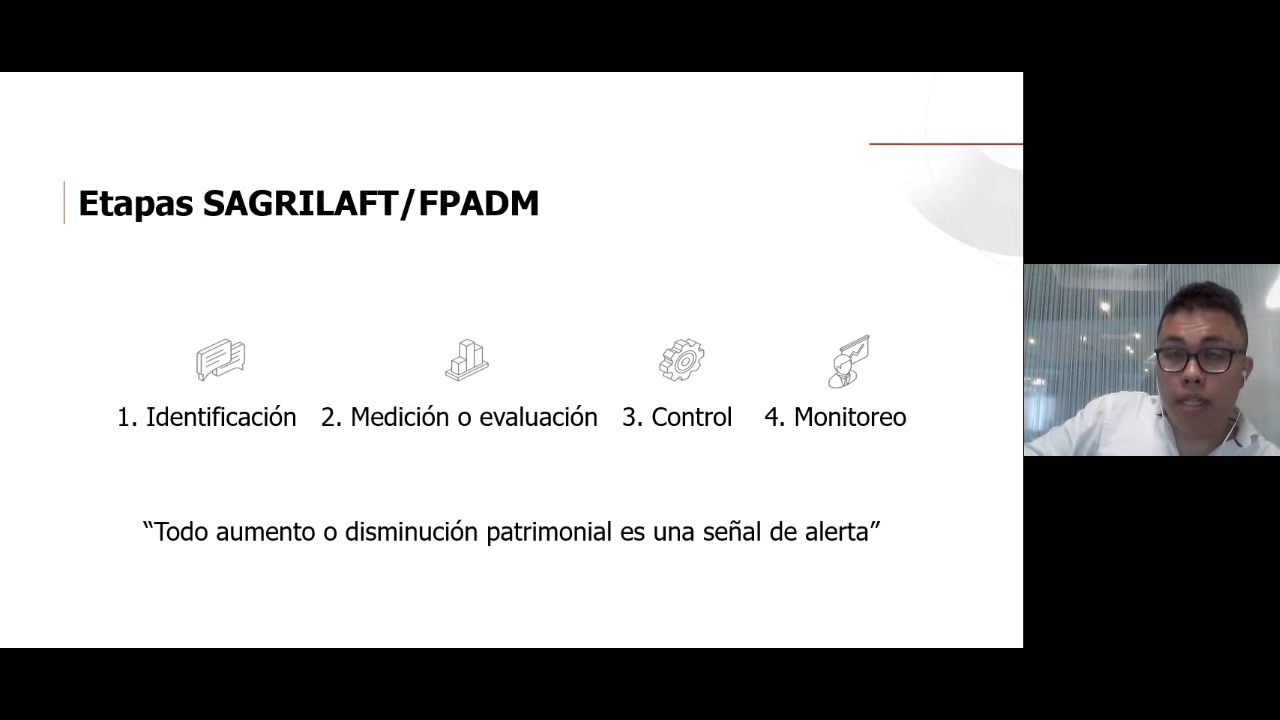 Etapas SAGRILAFT/FPADM
1. Identificación
2. Medición o evaluación
3. Control
4. Monitoreo
“Todo aumento o disminución patrimonial es una señal de alerta”